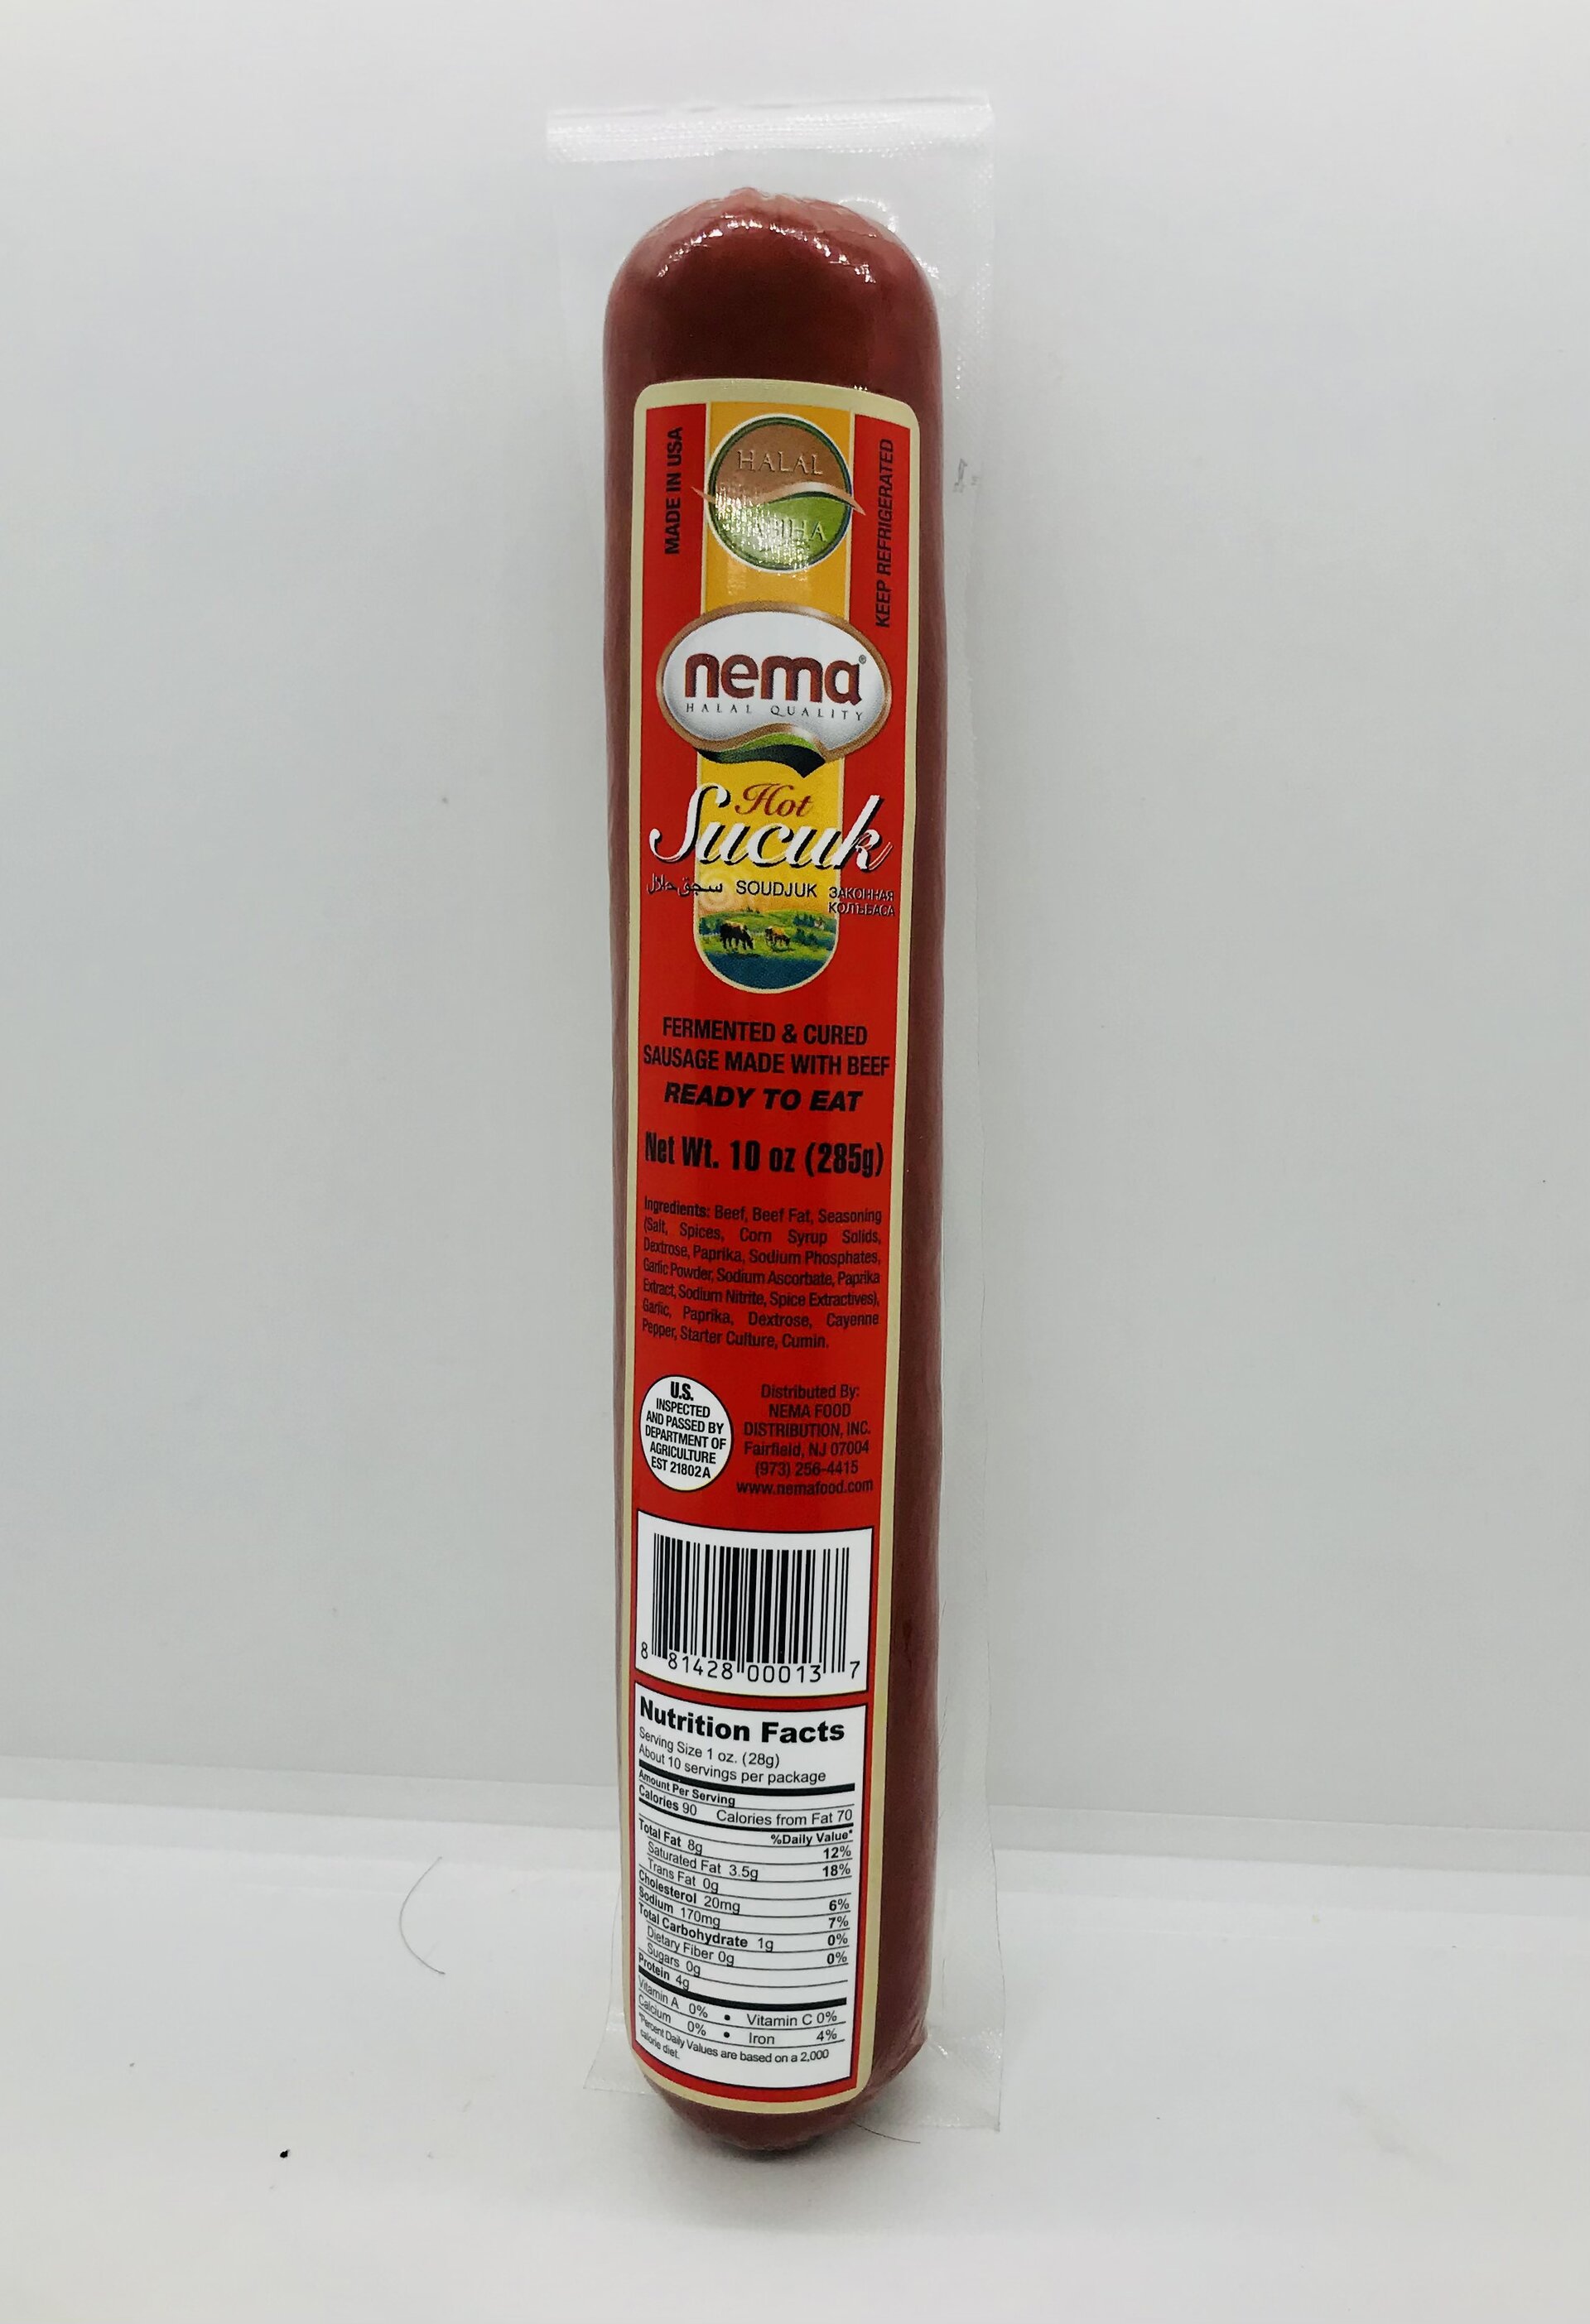 MADE IN USA
HALAL
KEEP REFRIGERATED
nema®
HALAL QUALITY
Hot
Sucuk
سجق حلال SOUDJUK ЗАКОННАЯ
КОЛЪБАСА
FERMENTED & CURED
SAUSAGE MADE WITH BEEF
READY TO EAT
Net Wt. 10 oz (285g)
Ingredients: Beef, Beef Fat, Seasoning
(Salt, Spices, Corn Syrup Solids,
Dextrose, Paprika, Sodium Phosphates,
Garlic Powder, Sodium Ascorbate, Paprika
Extract, Sodium Nitrite, Spice Extractives),
Garlic, Paprika, Dextrose, Cayenne
Pepper, Starter Culture, Cumin.
U.S.
INSPECTED
AND PASSED BY
DEPARTMENT OF
AGRICULTURE
EST 21802A
Distributed By:
NEMA FOOD
DISTRIBUTION, INC.
Fairfield, NJ 07004
(973) 256-4415
www.nemafood.com
8 81428 00013 7
Nutrition Facts
Serving Size 1 oz. (28g)
About 10 servings per package
Amount Per Serving
Calories 90 Calories from Fat 70
%Daily Value*
Total Fat 8g 12%
Saturated Fat 3.5g 18%
Trans Fat 0g
Cholesterol 20mg 6%
Sodium 170mg 7%
Total Carbohydrate 1g 0%
Dietary Fiber 0g 0%
Sugars 0g
Protein 4g
Vitamin A 0% • Vitamin C 0%
Calcium 0% • Iron 4%
*Percent Daily Values are based on a 2,000
calorie diet.